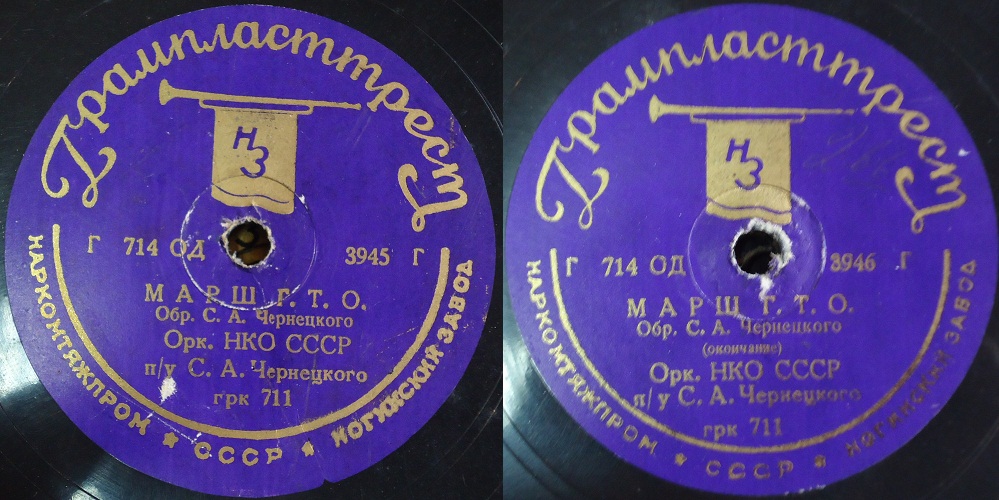 Грампласттрест
НЗ
Г 714 ОД 3945 Г
МАРШ Г. Т. О.
Обр. С. А. Чернецкого
Орк. НКО СССР
п/у С. А. Чернецкого
грк 711
НАРКОМТЯЖПРОМ ★ СССР ★ НОГИНСКИЙ ЗАВОД
Грампласттрест
НЗ
Г 714 ОД 3946 Г
МАРШ Г. Т. О.
Обр. С. А. Чернецкого
(окончание)
Орк. НКО СССР
п/у С. А. Чернецкого
грк 711
НАРКОМТЯЖПРОМ ★ СССР ★ НОГИНСКИЙ ЗАВОД